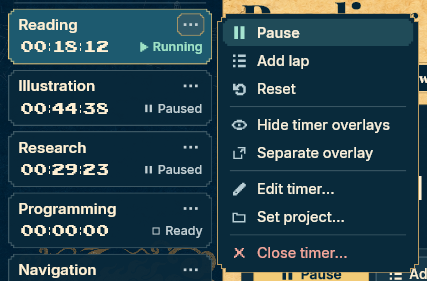 Reading
...
00:18:12
Running
Illustration
...
00:44:38
Paused
Research
...
00:29:23
Paused
Programming
...
00:00:00
Ready
Navigation
...
Pause
Add lap
Reset
Hide timer overlays
Separate overlay
Edit timer...
Set project...
Close timer...
Pause